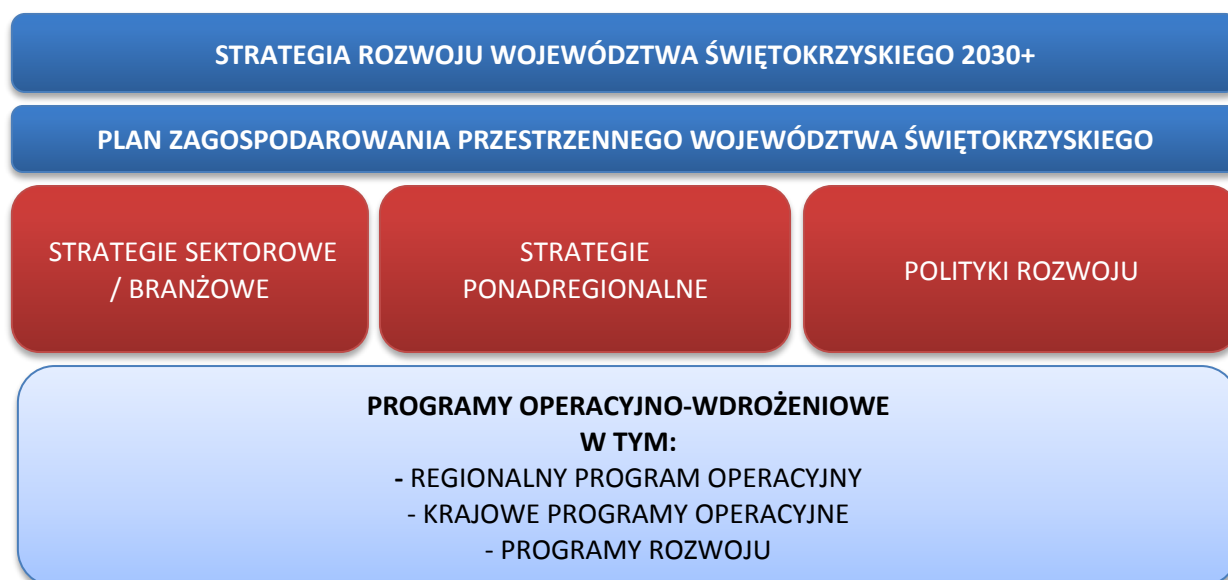 STRATEGIA ROZWOJU WOJEWÓDZTWA ŚWIĘTOKRZYSKIEGO 2030+
PLAN ZAGOSPODAROWANIA PRZESTRZENNEGO WOJEWÓDZTWA ŚWIĘTOKRZYSKIEGO
STRATEGIE SEKTOROWE
/ BRANŻOWE
STRATEGIE
PONADREGIONALNE
POLITYKI ROZWOJU
PROGRAMY OPERACYJNO-WDROŻENIOWE
W TYM:
- REGIONALNY PROGRAM OPERACYJNY
- KRAJOWE PROGRAMY OPERACYJNE
- PROGRAMY ROZWOJU